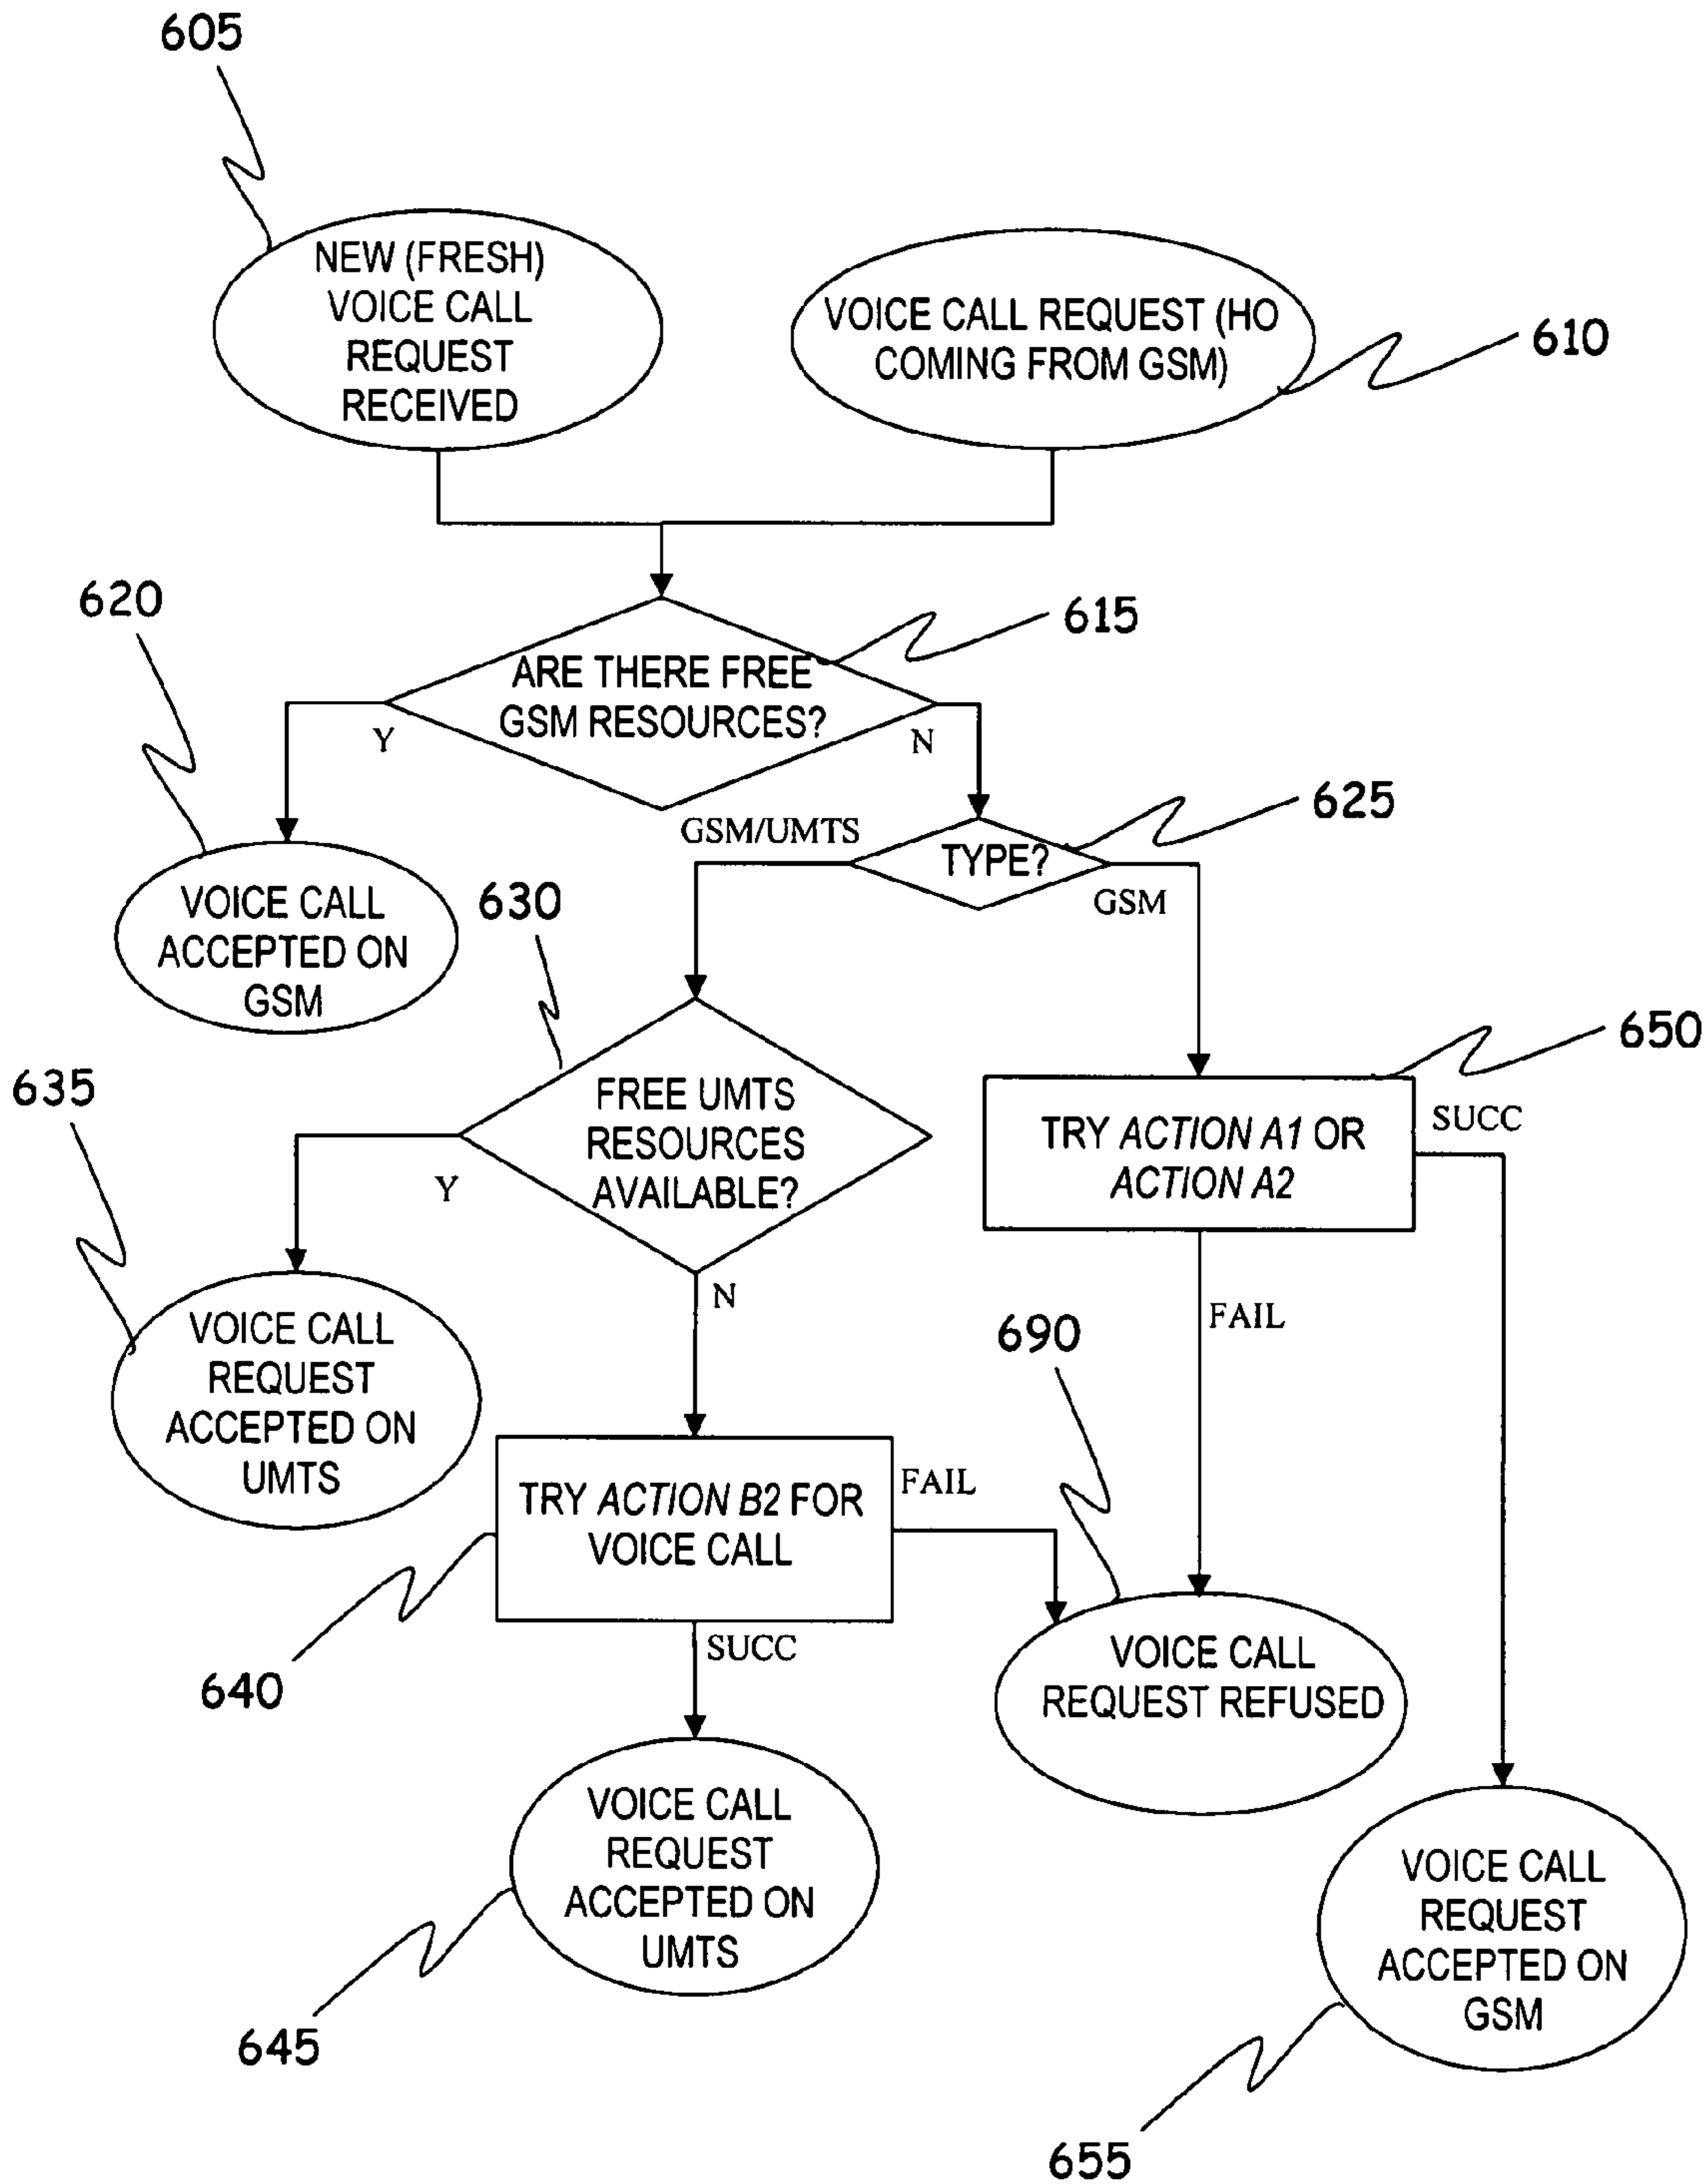 605
NEW (FRESH)
VOICE CALL
REQUEST
RECEIVED
VOICE CALL REQUEST (HO
COMING FROM GSM)
610
620
615
ARE THERE FREE
GSM RESOURCES?
Y
N
625
GSM/UMTS
TYPE?
GSM
VOICE CALL
ACCEPTED ON
GSM
630
650
635
FREE UMTS
RESOURCES
AVAILABLE?
Y
N
TRY ACTION A1 OR
ACTION A2
SUCC
FAIL
690
VOICE CALL
REQUEST
ACCEPTED ON
UMTS
TRY ACTION B2 FOR
VOICE CALL
FAIL
SUCC
640
VOICE CALL
REQUEST REFUSED
VOICE CALL
REQUEST
ACCEPTED ON
UMTS
645
VOICE CALL
REQUEST
ACCEPTED ON
GSM
655